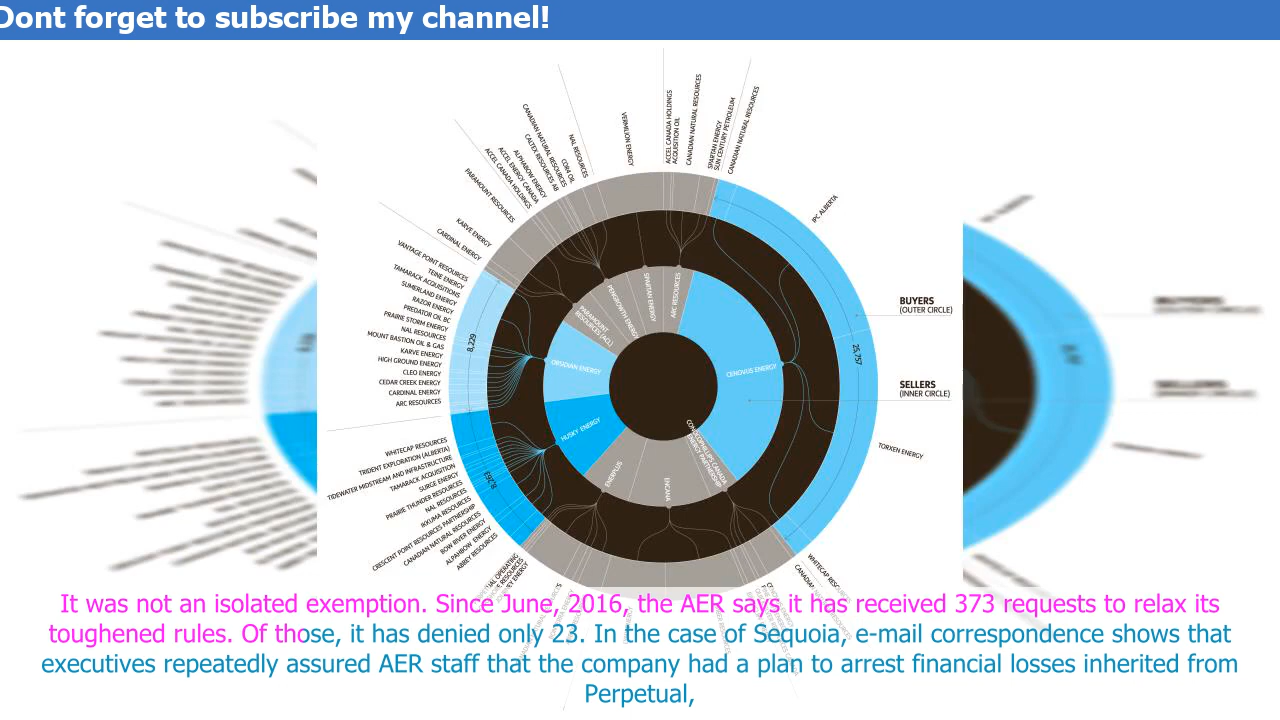 Dont forget to subscribe my channel!
CANADIAN NATURAL RESOURCES
CALTEX RESOURCES AB
COR4 OIL
NAL RESOURCES
VERMILION ENERGY
ACCEL CANADA HOLDINGS
ACQUISITION OIL
CANADIAN NATURAL RESOURCES
SPARTAN ENERGY
SUN CENTURY PETROLEUM
CANADIAN NATURAL RESOURCES
ALPHABOW ENERGY
ACCEL ENERGY CANADA
ACCEL CANADA HOLDINGS
PARAMOUNT RESOURCES
IPC ALBERTA
KARVE ENERGY
CARDINAL ENERGY
VANTAGE POINT RESOURCES
TEINE ENERGY
TAMARACK ACQUISITIONS
SUMERLAND ENERGY
RAZOR ENERGY
PREDATOR OIL BC
PRAIRIE STORM ENERGY
NAL RESOURCES
MOUNT BASTION OIL & GAS
KARVE ENERGY
HIGH GROUND ENERGY
CLEO ENERGY
CEDAR CREEK ENERGY
CARDINAL ENERGY
ARC RESOURCES
8,229
PARAMOUNT
RESOURCES (ACL)
PENGROWTH ENERGY
SPARTAN ENERGY
ARC RESOURCES
OBSIDIAN ENERGY
CENOVUS ENERGY
HUSKY ENERGY
ENERPLUS
ENCANA
CONOCOPHILLIPS CANADA
ENERGY PARTNERSHIP
25,757
BUYERS
(OUTER CIRCLE)
SELLERS
(INNER CIRCLE)
TORXEN ENERGY
WHITECAP RESOURCES
TRIDENT EXPLORATION (ALBERTA)
TIDEWATER MIDSTREAM AND INFRASTRUCTURE
TAMARACK ACQUISITION
SURGE ENERGY
PRAIRIE THUNDER RESOURCES
NAL RESOURCES
IKKUMA RESOURCES
CRESCENT POINT RESOURCES PARTNERSHIP
CANADIAN NATURAL RESOURCES
BOW RIVER ENERGY
ALPAHBOW ENERGY
ABBEY RESOURCES
8,263
WHITECAP
It was not an isolated exemption. Since June, 2016, the AER says it has received 373 requests to relax its
toughened rules. Of those, it has denied only 23. In the case of Sequoia, e-mail correspondence shows that
executives repeatedly assured AER staff that the company had a plan to arrest financial losses inherited from
Perpetual,